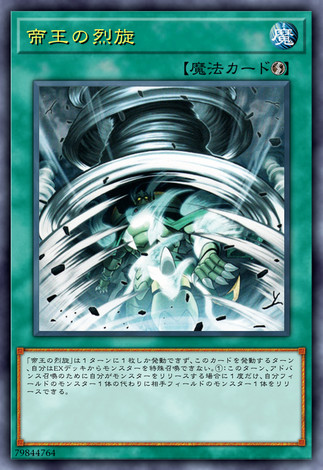 帝王の烈旋
魔
【魔法カード】
「帝王の烈旋」は1ターンに1枚しか発動できず、このカードを発動するターン
、自分はEXデッキからモンスターを特殊召喚できない。①:このターン、アドバ
ンス召喚のために自分がモンスターをリリースする場合に1度だけ、自分フィ
ールドのモンスター1体の代わりに相手フィールドのモンスター1体をリリー
スできる。
79844764